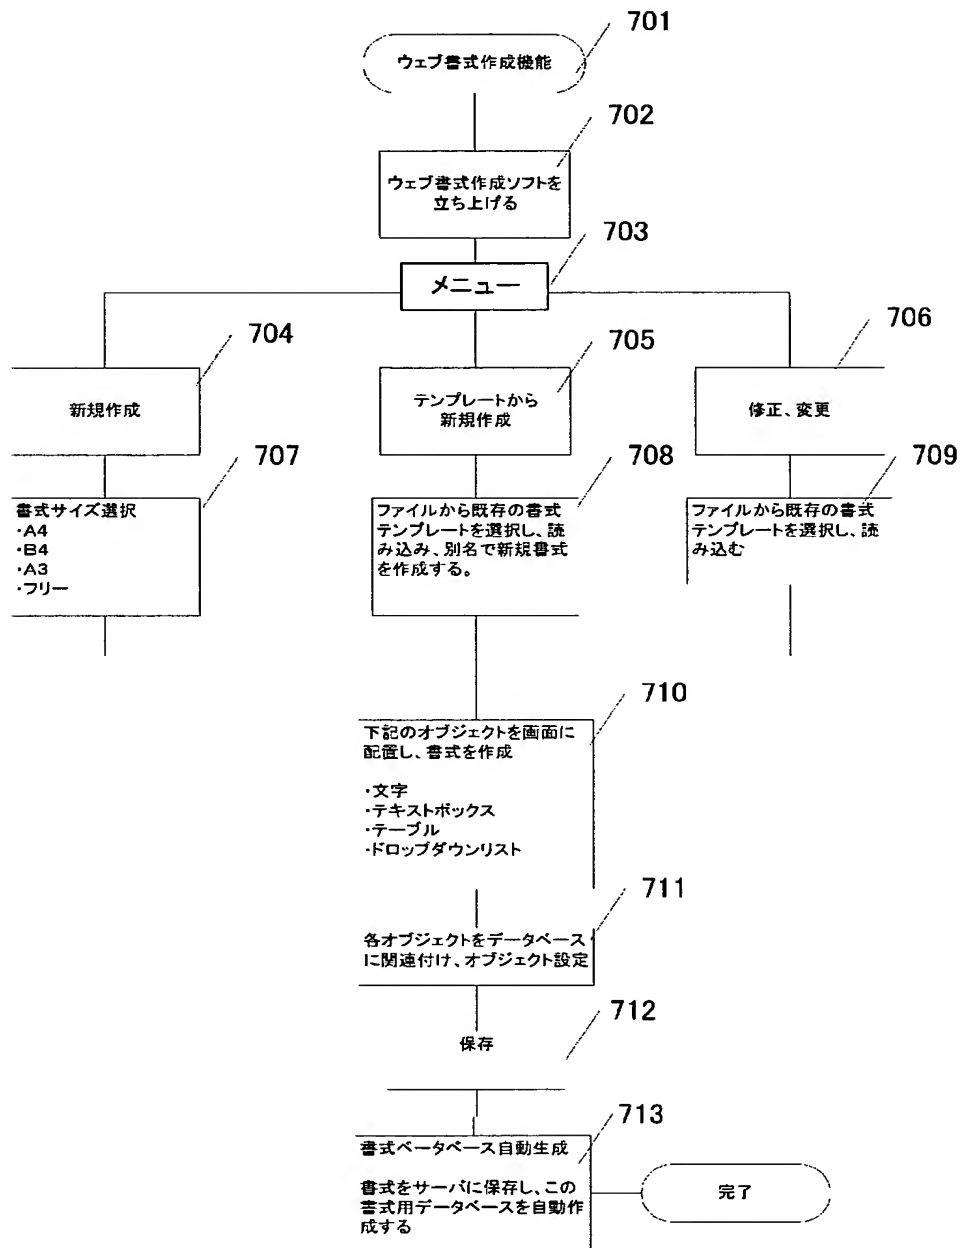 701
ウェブ書式作成機能
702
ウェブ書式作成ソフトを
立ち上げる
703
メニュー
704
新規作成
705
テンプレートから
新規作成
706
修正、変更
707
書式サイズ選択
・A4
・B4
・A3
・フリー
708
ファイルから既存の書式
テンプレートを選択し、読
み込み、別名で新規書式
を作成する。
709
ファイルから既存の書式
テンプレートを選択し、読
み込む
710
下記のオブジェクトを画面に
配置し、書式を作成
・文字
・テキストボックス
・テーブル
・ドロップダウンリスト
711
各オブジェクトをデータベース
に関連付け、オブジェクト設定
712
保存
713
書式ベータベース自動生成
書式をサーバに保存し、この
書式用データベースを自動作
成する
完了